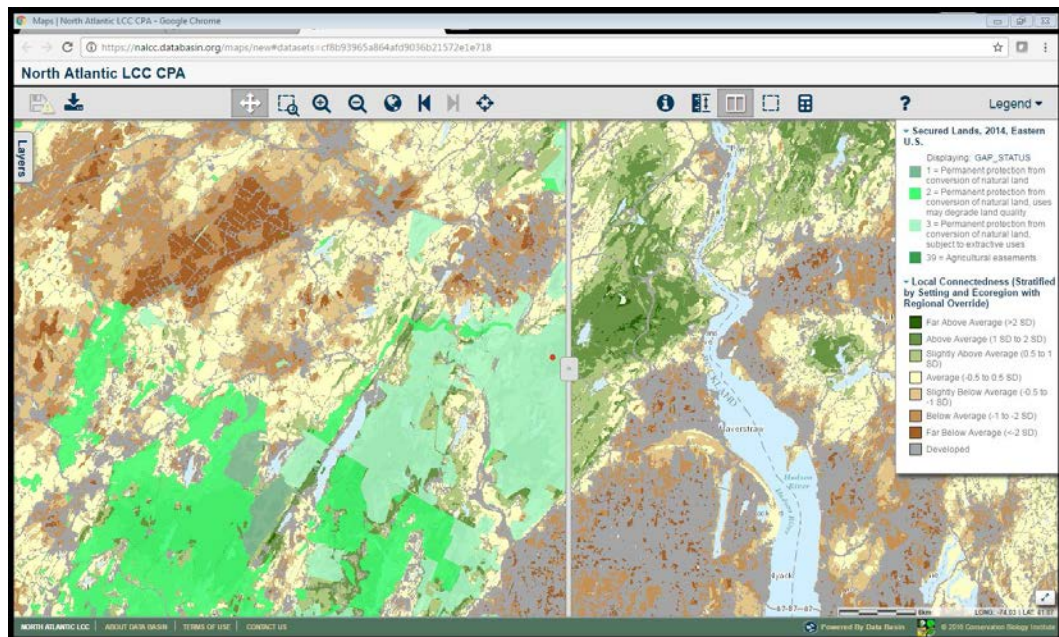 Maps | North Atlantic LCC CPA - Google Chrome
https://nalcc.databasin.org/maps/new#datasets=cf8b93965a864afd9036b21572e1e718
North Atlantic LCC CPA
?
Legend
Layers
Secured Lands, 2014, Eastern
U.S.
Displaying: GAP_STATUS
1 = Permanent protection from
conversion of natural land
2 = Permanent protection from
conversion of natural land, uses
may degrade land quality
3 = Permanent protection from
conversion of natural land,
subject to extractive uses
39 = Agricultural easements
Local Connectedness (Stratified
by Setting and Ecoregion with
Regional Override)
Far Above Average (>2 SD)
Above Average (1 SD to 2 SD)
Slightly Above Average (0.5 to 1
SD)
Average (-0.5 to 0.5 SD)
Slightly Below Average (-0.5 to
-1 SD)
Below Average (-1 to -2 SD)
Far Below Average (<-2 SD)
Developed
Haverstraw
Hudson
River
Nyack
6km
NORTH ATLANTIC LCC
ABOUT DATA BASIN
TERMS OF USE
CONTACT US
Powered By Data Basin
© 2016 Conservation Biology Institute